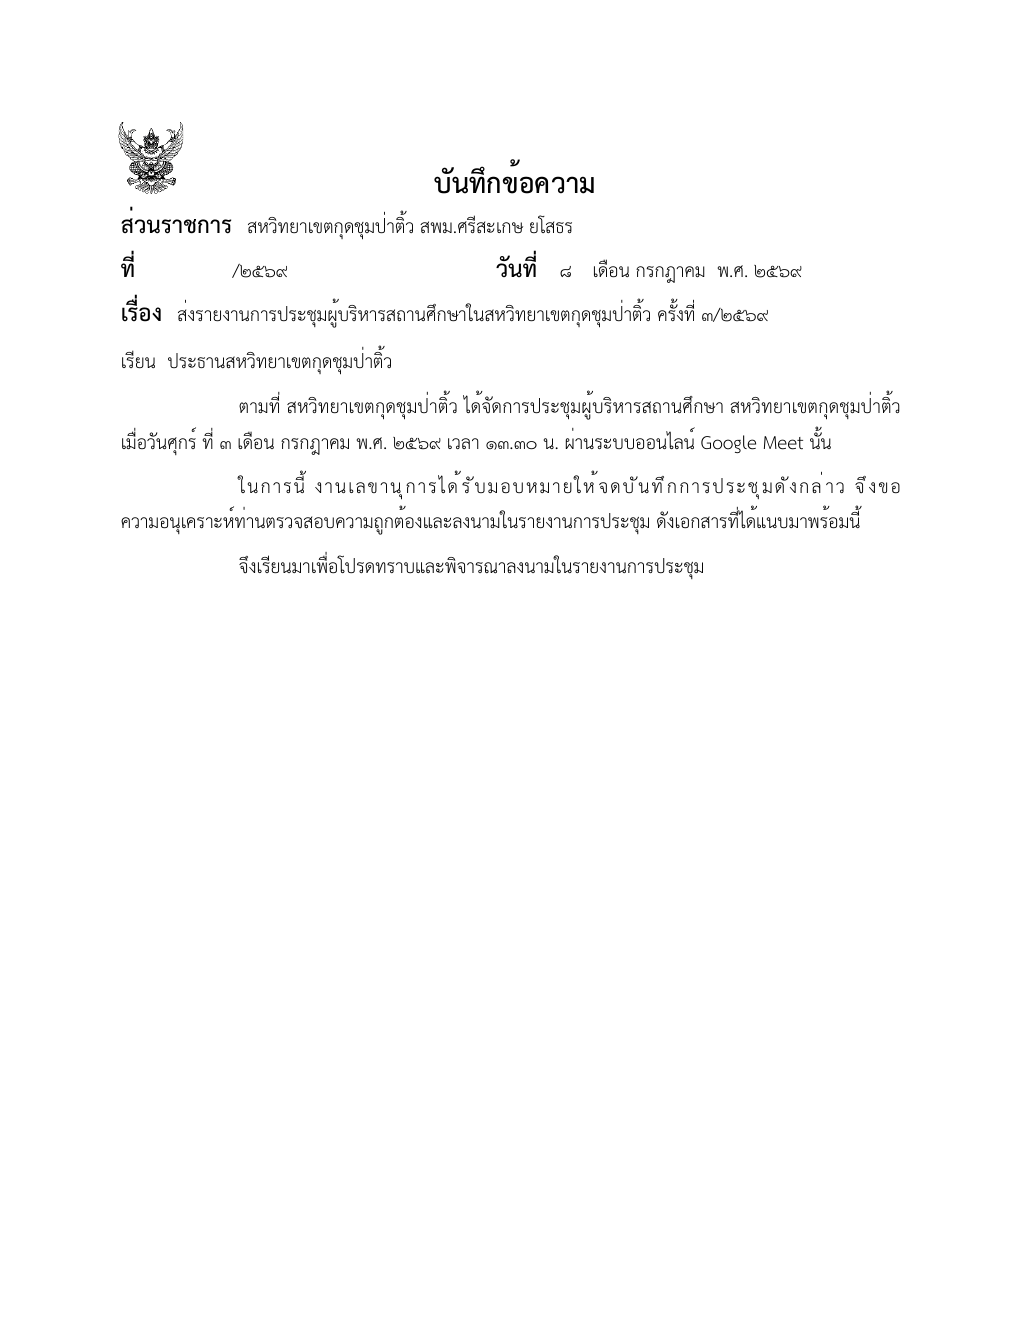 บันทึกข้อความ
ส่วนราชการ สหวิทยาเขตกุดชุมป่าติ้ว สพม.ศรีสะเกษ ยโสธร
ที่ /๒๕๖๙ วันที่ ๘ เดือน กรกฎาคม พ.ศ. ๒๕๖๙
เรื่อง ส่งรายงานการประชุมผู้บริหารสถานศึกษาในสหวิทยาเขตกุดชุมป่าติ้ว ครั้งที่ ๓/๒๕๖๙
เรียน ประธานสหวิทยาเขตกุดชุมป่าติ้ว
ตามที่ สหวิทยาเขตกุดชุมป่าติ้ว ได้จัดการประชุมผู้บริหารสถานศึกษา สหวิทยาเขตกุดชุมป่าติ้ว
เมื่อวันศุกร์ ที่ ๓ เดือน กรกฎาคม พ.ศ. ๒๕๖๙ เวลา ๑๓.๓๐ น. ผ่านระบบออนไลน์ Google Meet นั้น
ในการนี้ งานเลขานุการได้รับมอบหมายให้จดบันทึกการประชุมดังกล่าว จึงขอ
ความอนุเคราะห์ท่านตรวจสอบความถูกต้องและลงนามในรายงานการประชุม ดังเอกสารที่ได้แนบมาพร้อมนี้
จึงเรียนมาเพื่อโปรดทราบและพิจารณาลงนามในรายงานการประชุม